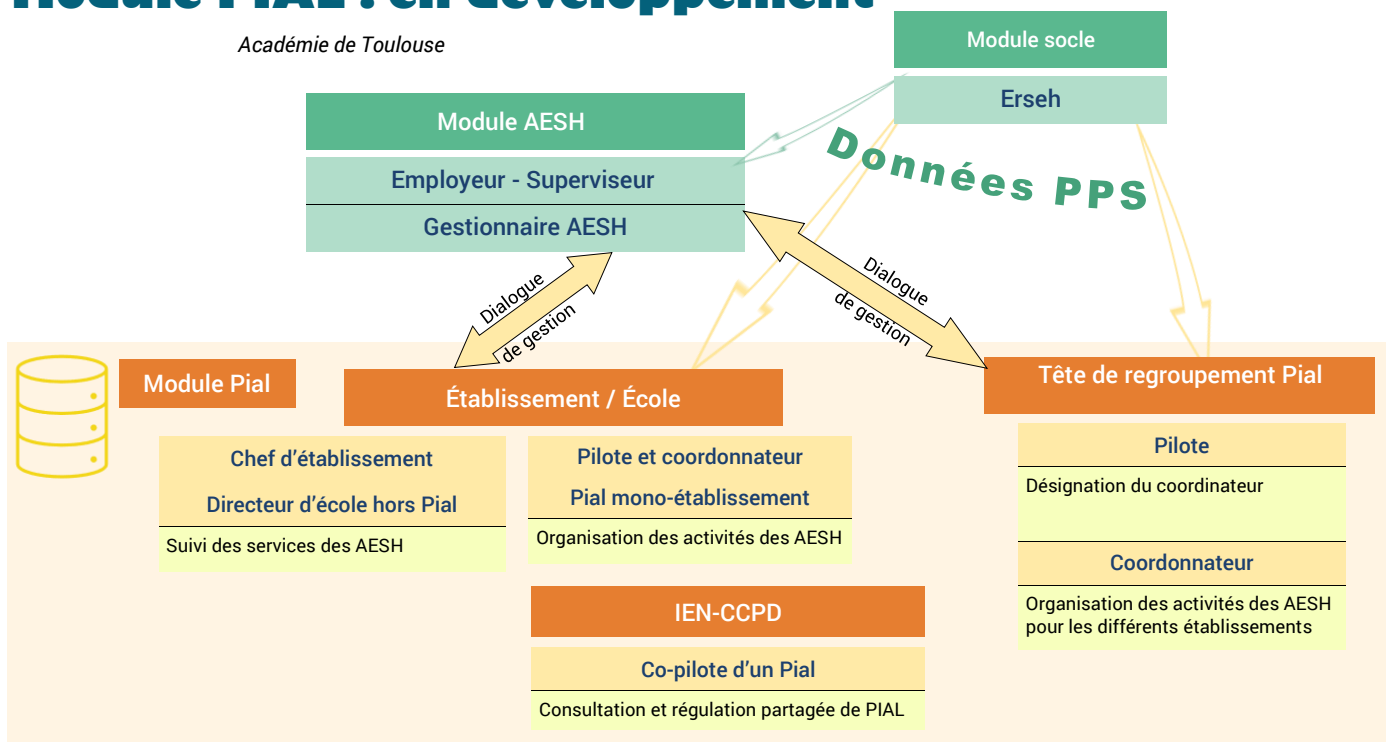 Module PIAL : en développement
Académie de Toulouse
Module socle
Erseh
Module AESH
Employeur - Superviseur
Gestionnaire AESH
Données PPS
Dialogue
de gestion
Dialogue
de gestion
Module Pial
Établissement / École
Tête de regroupement Pial
Chef d’établissement
Directeur d’école hors Pial
Suivi des services des AESH
Pilote et coordonnateur
Pial mono-établissement
Organisation des activités des AESH
Pilote
Désignation du coordinateur
Coordonnateur
Organisation des activités des AESH
pour les différents établissements
IEN-CCPD
Co-pilote d’un Pial
Consultation et régulation partagée de PIAL